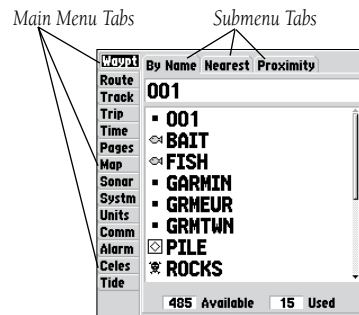 Main Menu Tabs Submenu Tabs
Waypt By Name Nearest Proximity
Route
Track 001
Trip
Time ▪ 001
Pages BAIT
Map FISH
Sonar ▪ GARMIN
Systm ▪ GRMEUR
Units ▪ GRMTWN
Comm
Alarm PILE
Celes ROCKS
Tide
485 Available 15 Used